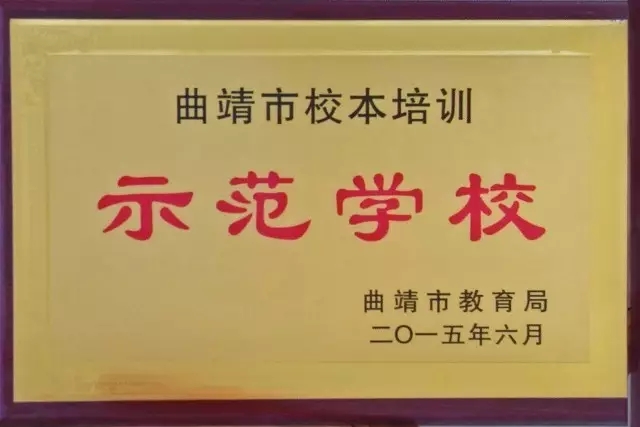 曲靖市校本培训
示范学校
曲靖市教育局
二〇一五年六月